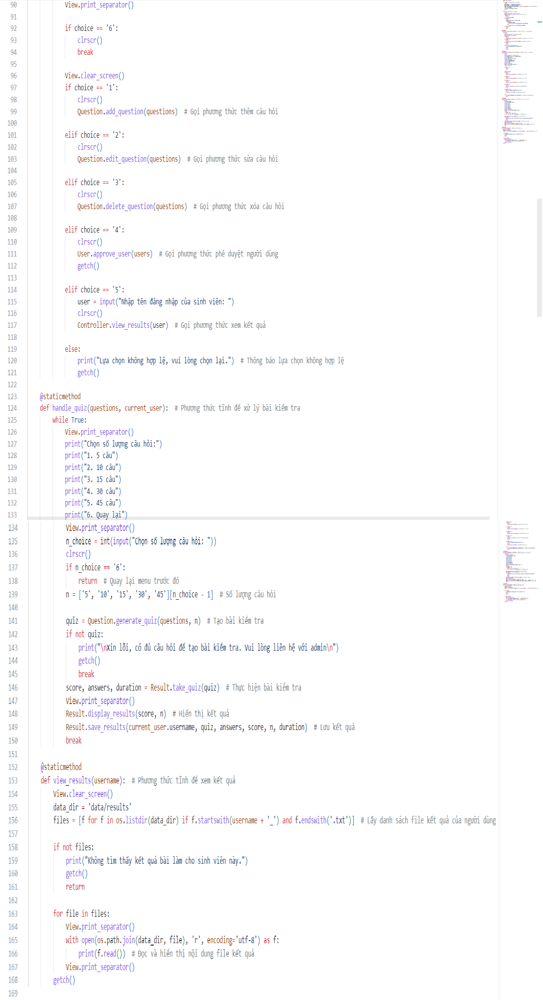 90 View.print_separator()
91
92 if choice == '6':
93 clrscr()
94 break
95
96 View.clear_screen()
97 if choice == '1':
98 clrscr()
99 Question.add_question(questions)  # Gọi phương thức thêm câu hỏi
100
101 elif choice == '2':
102 clrscr()
103 Question.edit_question(questions)  # Gọi phương thức sửa câu hỏi
104
105 elif choice == '3':
106 clrscr()
107 Question.delete_question(questions)  # Gọi phương thức xóa câu hỏi
108
109 elif choice == '4':
110 clrscr()
111 User.approve_user(users)  # Gọi phương thức phê duyệt người dùng
112 getch()
113
114 elif choice == '5':
115 user = input("Nhập tên đăng nhập của sinh viên: ")
116 clrscr()
117 Controller.view_results(user)  # Gọi phương thức xem kết quả
118
119 else:
120 print("Lựa chọn không hợp lệ, vui lòng chọn lại.")  # Thông báo lựa chọn không hợp lệ
121 getch()
122
123 @staticmethod
124 def handle_quiz(questions, current_user):  # Phương thức tĩnh để xử lý bài kiểm tra
125 while True:
126 View.print_separator()
127 print("Chọn số lượng câu hỏi:")
128 print("1. 5 câu")
129 print("2. 10 câu")
130 print("3. 15 câu")
131 print("4. 30 câu")
132 print("5. 45 câu")
133 print("6. Quay lại")
134 View.print_separator()
135 n_choice = int(input("Chọn số lượng câu hỏi: "))
136 clrscr()
137 if n_choice == '6':
138 return  # Quay lại menu trước đó
139 n = ['5', '10', '15', '30', '45'][n_choice - 1]  # Số lượng câu hỏi
140
141 quiz = Question.generate_quiz(questions, n)  # Tạo bài kiểm tra
142 if not quiz:
143 print("\nXin lỗi, có đủ câu hỏi để tạo bài kiểm tra. Vui lòng liên hệ với admin\n")
144 getch()
145 break
146 score, answers, duration = Result.take_quiz(quiz)  # Thực hiện bài kiểm tra
147 View.print_separator()
148 Result.display_results(score, n)  # Hiển thị kết quả
149 Result.save_results(current_user.username, quiz, answers, score, n, duration)  # Lưu kết quả
150 break
151
152 @staticmethod
153 def view_results(username):  # Phương thức tĩnh để xem kết quả
154 View.clear_screen()
155 data_dir = 'data/results'
156 files = [f for f in os.listdir(data_dir) if f.startswith(username + '_') and f.endswith('.txt')]  # Lấy danh sách file kết quả của người dùng
157
158 if not files:
159 print("Không tìm thấy kết quả bài làm cho sinh viên này.")
160 getch()
161 return
162
163 for file in files:
164 View.print_separator()
165 with open(os.path.join(data_dir, file), 'r', encoding='utf-8') as f:
166 print(f.read())  # Đọc và hiển thị nội dung file kết quả
167 View.print_separator()
168 getch()
169